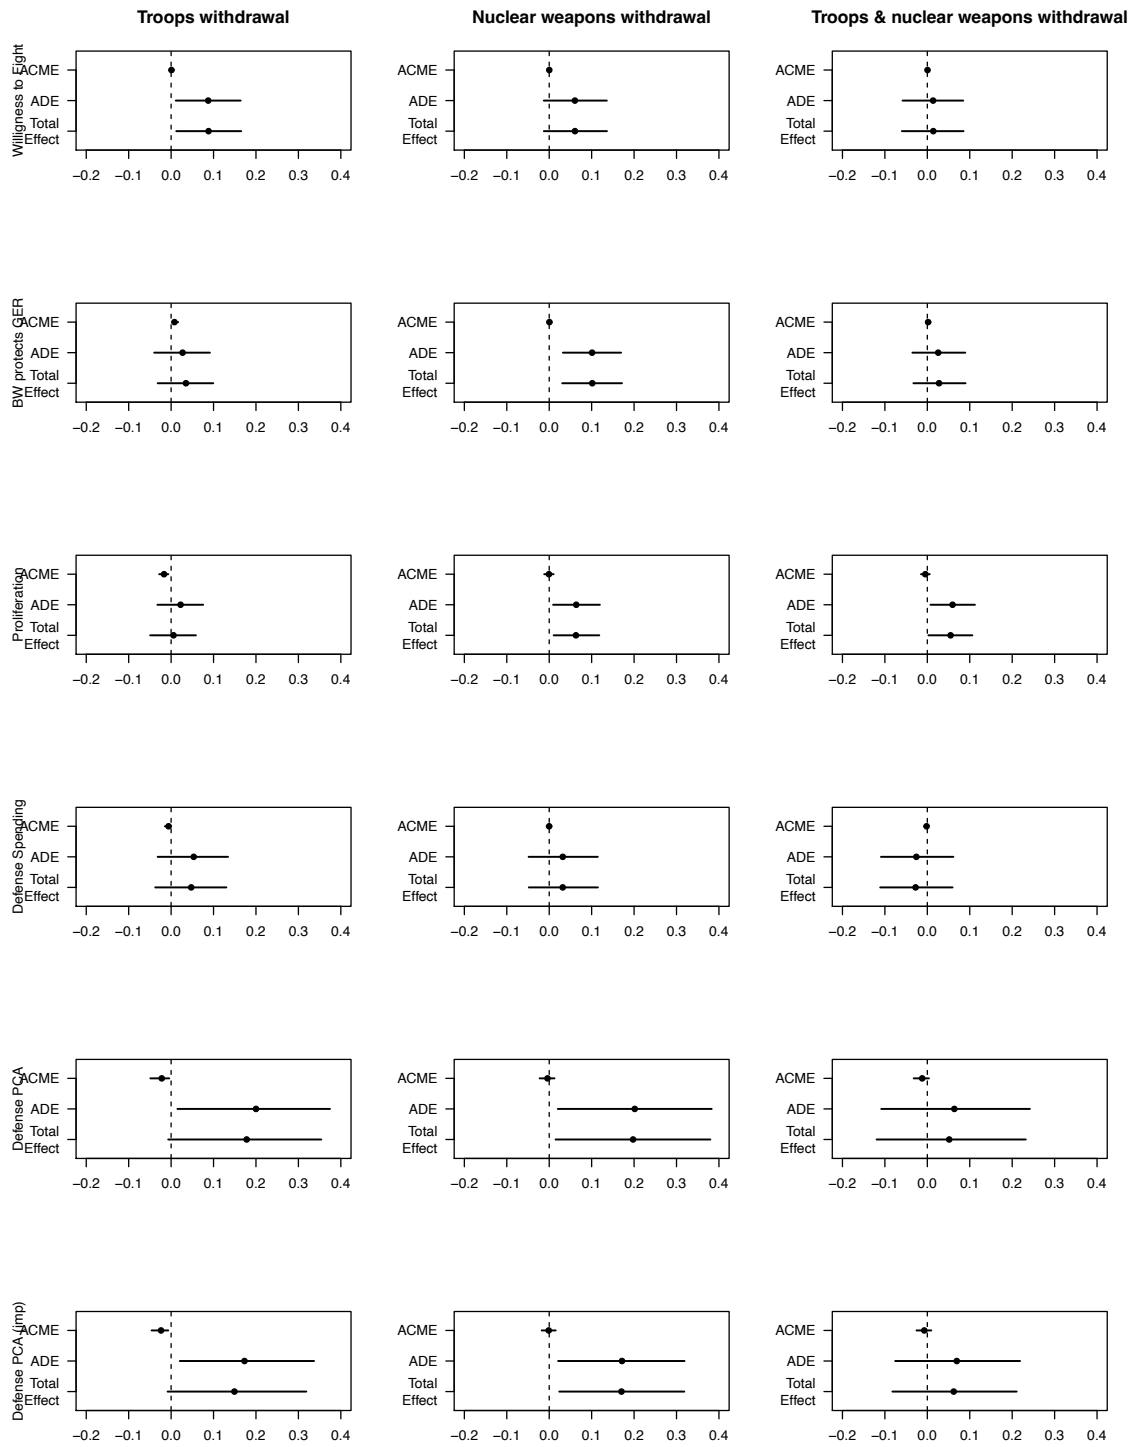 Troops withdrawal
Nuclear weapons withdrawal
Troops & nuclear weapons withdrawal
Willigness to Fight
ACME
ADE
Total
Effect
−0.2 −0.1 0.0 0.1 0.2 0.3 0.4
ACME
ADE
Total
Effect
−0.2 −0.1 0.0 0.1 0.2 0.3 0.4
ACME
ADE
Total
Effect
−0.2 −0.1 0.0 0.1 0.2 0.3 0.4
BW protects GER
ACME
ADE
Total
Effect
−0.2 −0.1 0.0 0.1 0.2 0.3 0.4
ACME
ADE
Total
Effect
−0.2 −0.1 0.0 0.1 0.2 0.3 0.4
ACME
ADE
Total
Effect
−0.2 −0.1 0.0 0.1 0.2 0.3 0.4
Proliferation
ACME
ADE
Total
Effect
−0.2 −0.1 0.0 0.1 0.2 0.3 0.4
ACME
ADE
Total
Effect
−0.2 −0.1 0.0 0.1 0.2 0.3 0.4
ACME
ADE
Total
Effect
−0.2 −0.1 0.0 0.1 0.2 0.3 0.4
Defense Spending
ACME
ADE
Total
Effect
−0.2 −0.1 0.0 0.1 0.2 0.3 0.4
ACME
ADE
Total
Effect
−0.2 −0.1 0.0 0.1 0.2 0.3 0.4
ACME
ADE
Total
Effect
−0.2 −0.1 0.0 0.1 0.2 0.3 0.4
Defense PCA
ACME
ADE
Total
Effect
−0.2 −0.1 0.0 0.1 0.2 0.3 0.4
ACME
ADE
Total
Effect
−0.2 −0.1 0.0 0.1 0.2 0.3 0.4
ACME
ADE
Total
Effect
−0.2 −0.1 0.0 0.1 0.2 0.3 0.4
Defense PCA (imp)
ACME
ADE
Total
Effect
−0.2 −0.1 0.0 0.1 0.2 0.3 0.4
ACME
ADE
Total
Effect
−0.2 −0.1 0.0 0.1 0.2 0.3 0.4
ACME
ADE
Total
Effect
−0.2 −0.1 0.0 0.1 0.2 0.3 0.4